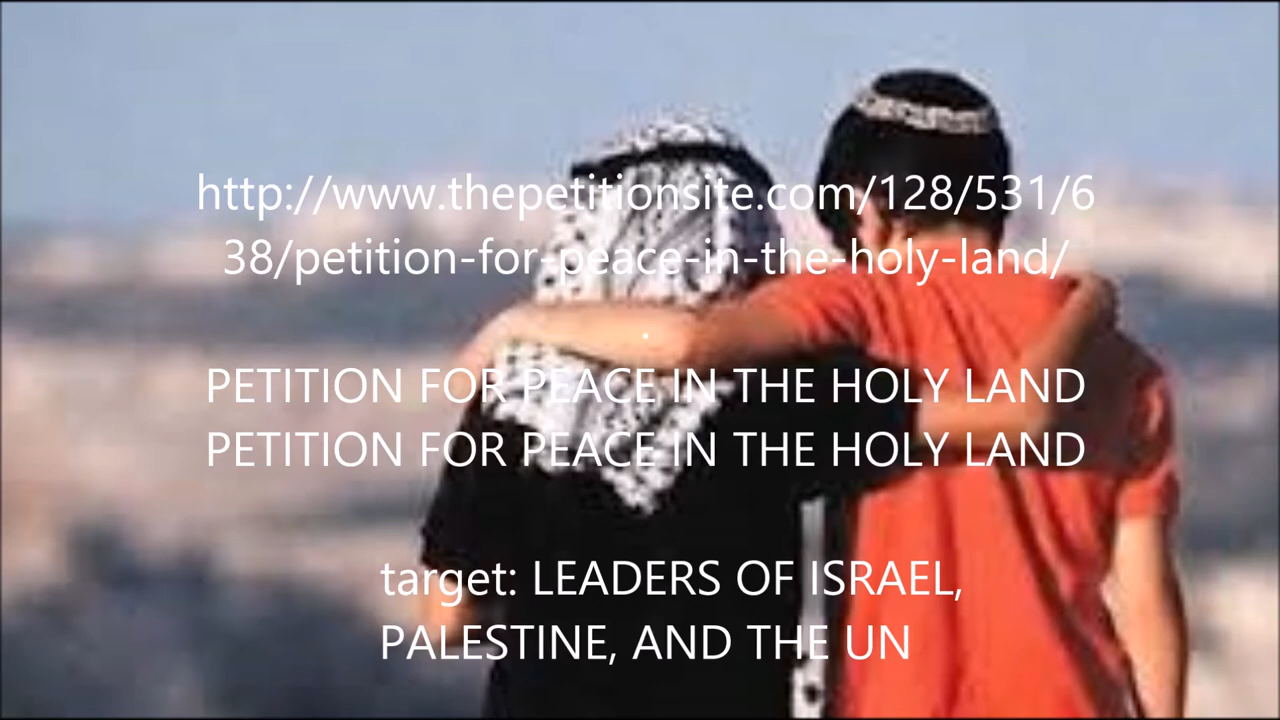 http://www.thepetitionsite.com/128/531/6
38/petition-for-peace-in-the-holy-land/
.
PETITION FOR PEACE IN THE HOLY LAND
PETITION FOR PEACE IN THE HOLY LAND
target: LEADERS OF ISRAEL,
PALESTINE, AND THE UN